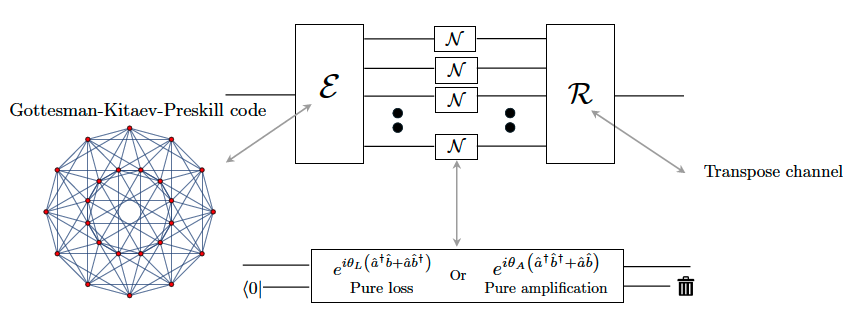 Gottesman-Kitaev-Preskill code
ℰ
𝒩
𝒩
𝒩
𝒩
ℛ
Transpose channel
⟨0|
e^{iθ_L(â†b̂+âb̂†)}
Pure loss
Or
e^{iθ_A(â†b̂†+âb̂)}
Pure amplification